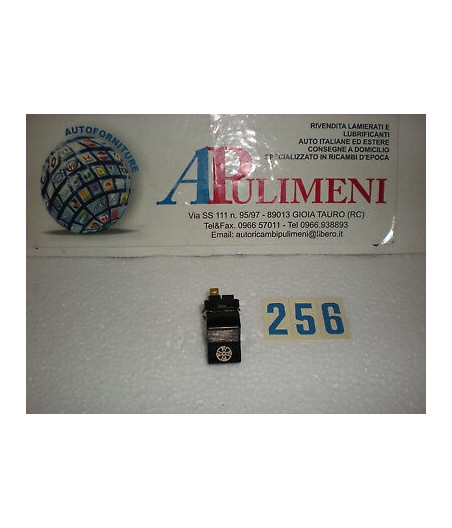 AUTOFORNITURE
RIVENDITA LAMIERATI E
LUBRIFICANTI
AUTO ITALIANE ED ESTERE
CONSEGNE A DOMICILIO
SPECIALIZZATO IN RICAMBI D'EPOCA
APULIMENI
Via SS 111 n. 95/97 - 89013 GIOIA TAURO (RC)
Tel&Fax. 0966 57011 - Tel 0966.938893
Email: autoricambipulimeni@libero.it
256